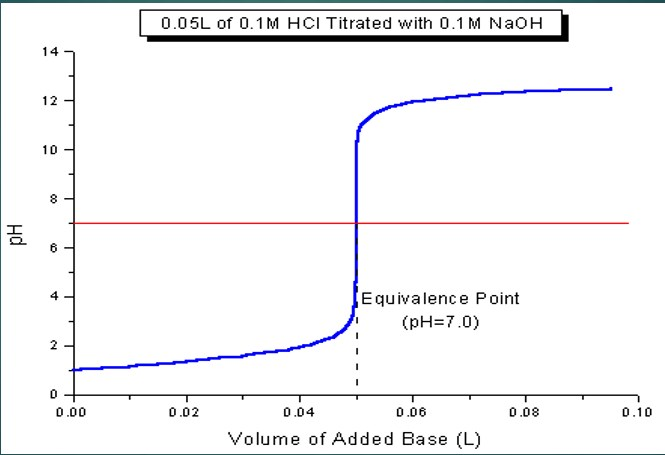 0.05L of 0.1M HCl Titrated with 0.1M NaOH
14
12
10
8
6
4
2
0
pH
Equivalence Point
(pH=7.0)
0.00 0.02 0.04 0.06 0.08 0.10
Volume of Added Base (L)